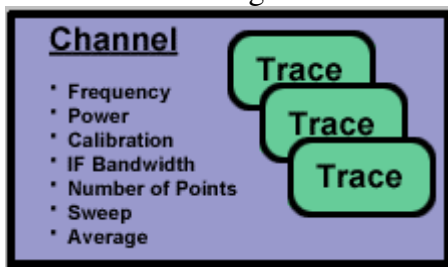 Channel
· Frequency
· Power
· Calibration
· IF Bandwidth
· Number of Points
· Sweep
· Average
Trace
Trace
Trace